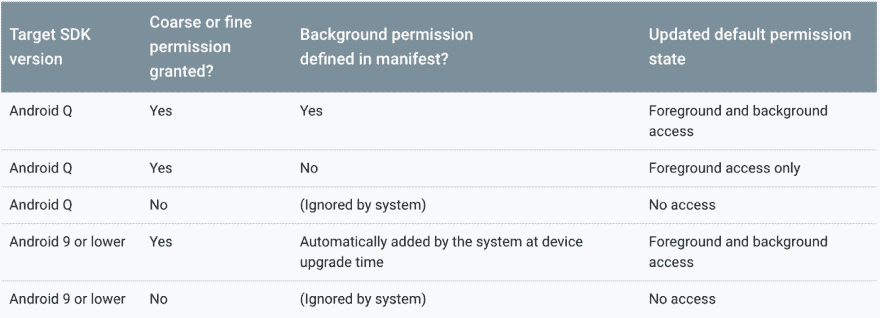 Target SDK version
Coarse or fine permission granted?
Background permission defined in manifest?
Updated default permission state
Android Q
Yes
Yes
Foreground and background access
Android Q
Yes
No
Foreground access only
Android Q
No
(Ignored by system)
No access
Android 9 or lower
Yes
Automatically added by the system at device upgrade time
Foreground and background access
Android 9 or lower
No
(Ignored by system)
No access